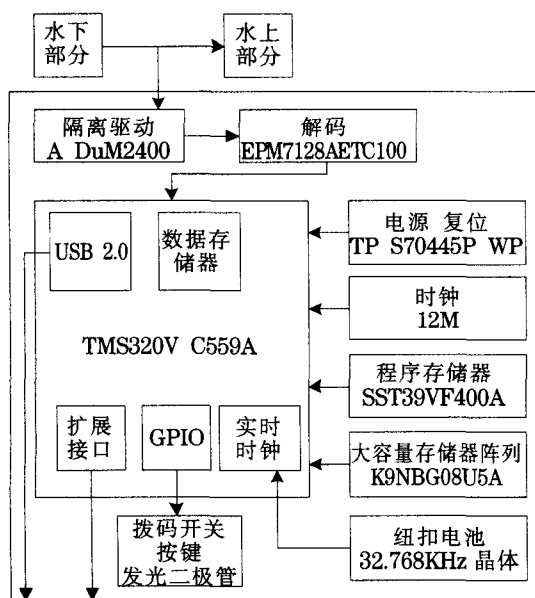 水下
部分
水上
部分
隔离驱动
A DuM2400
解码
EPM7128AETC100
USB 2.0
数据存
储器
电源 复位
TP S70445P WP
时钟
12M
TMS320V C559A
程序存储器
SST39VF400A
扩展
接口
GPIO
实时
时钟
大容量存储器阵列
K9NBG08U5A
拨码开关
按键
发光二极管
纽扣电池
32.768KHz 晶体